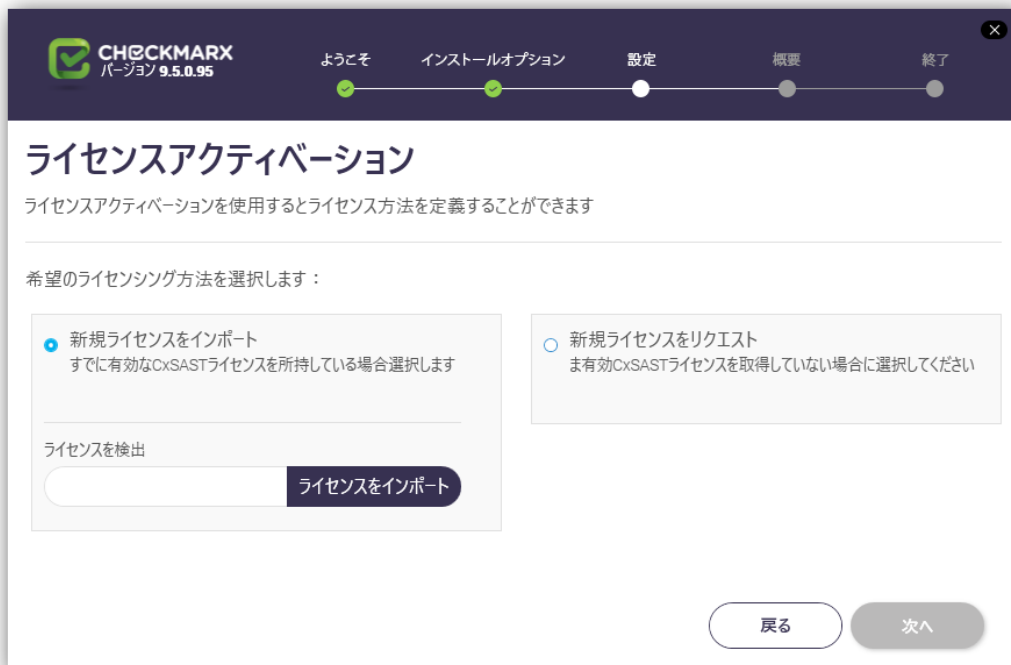 CHECKMARX
バージョン 9.5.0.95
ようこそ
インストールオプション
設定
概要
終了
ライセンスアクティベーション
ライセンスアクティベーションを使用するとライセンス方法を定義することができます
希望のライセンシング方法を選択します：
新規ライセンスをインポート
すでに有効なCxSASTライセンスを所持している場合選択します
ライセンスを検出
ライセンスをインポート
新規ライセンスをリクエスト
ま有効CxSASTライセンスを取得していない場合に選択してください
戻る
次へ